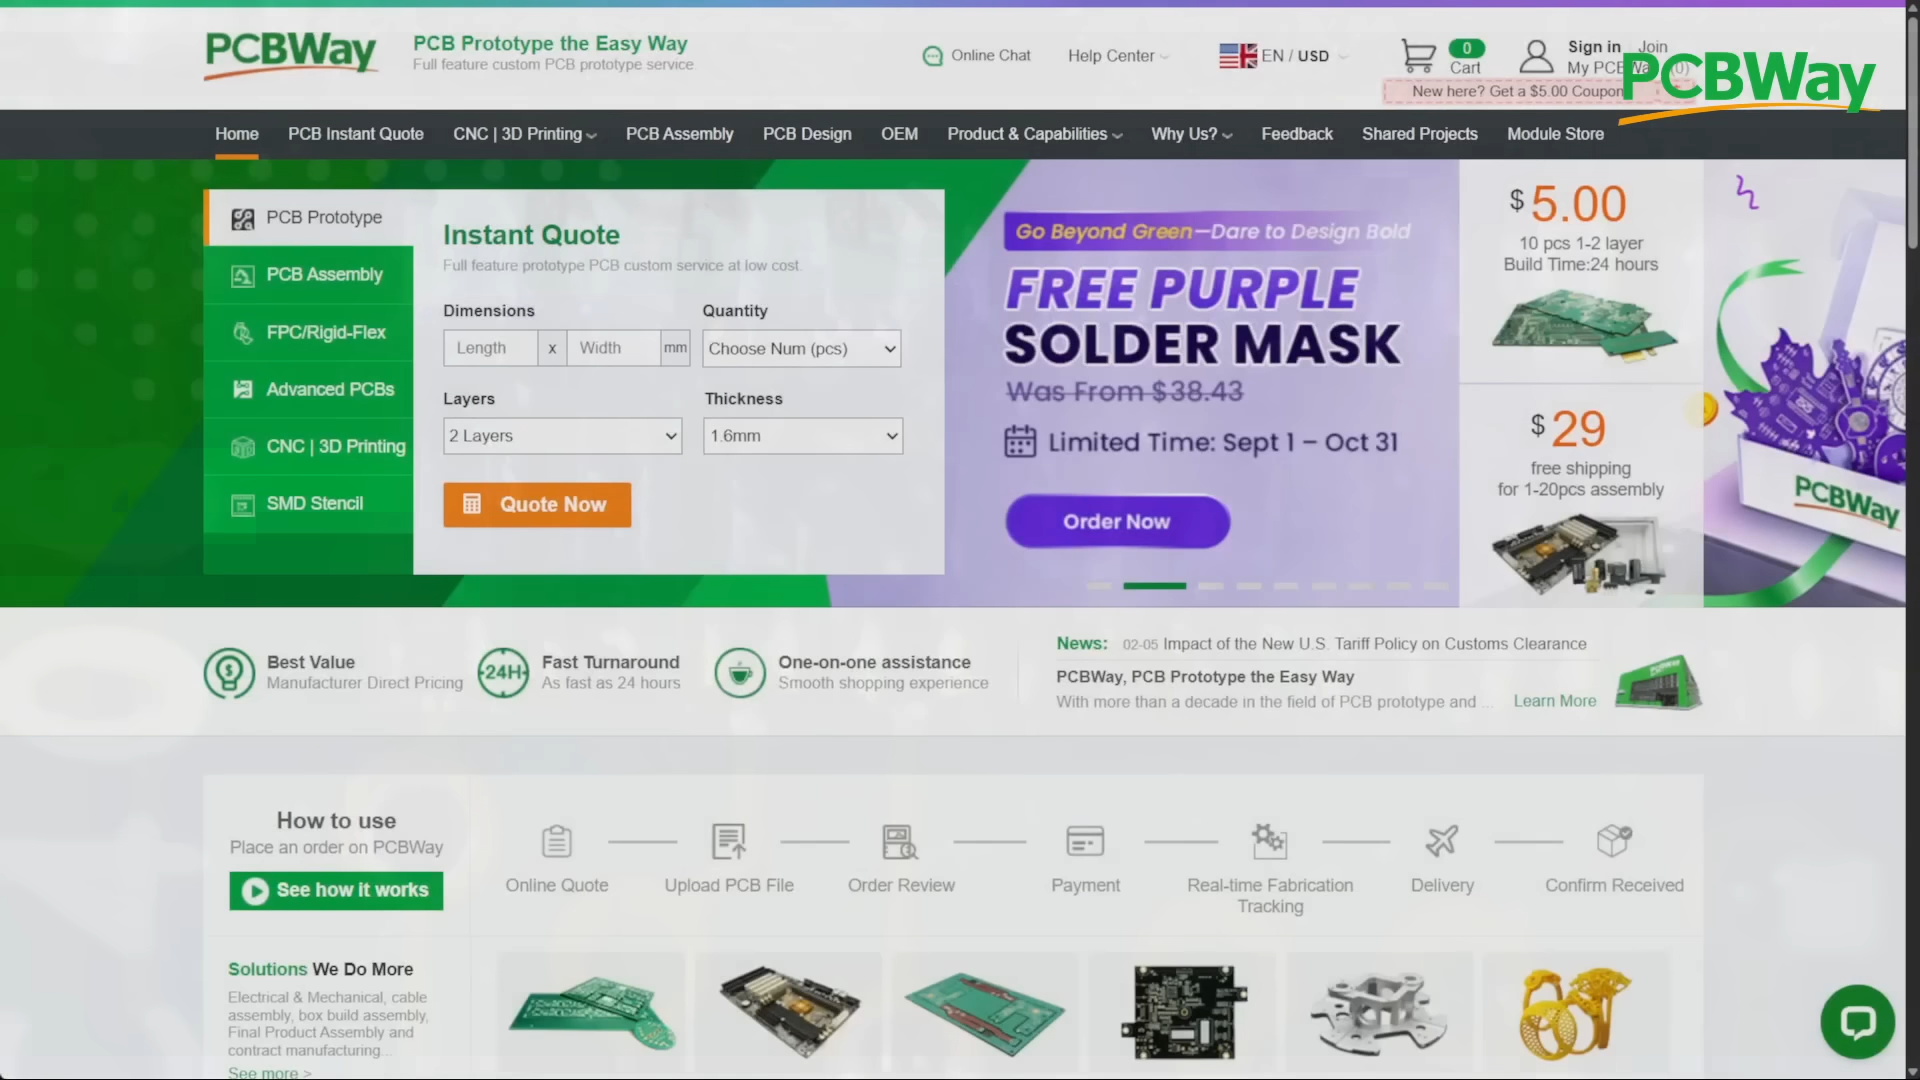 PCBWay
PCB Prototype the Easy Way
Full feature custom PCB prototype service
Online Chat
Help Center
EN / USD
0
Cart
Sign in
Join
My PCBWay (0)
New here? Get a $5.00 Coupon
PCBWay
Home
PCB Instant Quote
CNC | 3D Printing
PCB Assembly
PCB Design
OEM
Product & Capabilities
Why Us?
Feedback
Shared Projects
Module Store
PCB Prototype
PCB Assembly
FPC/Rigid-Flex
Advanced PCBs
CNC | 3D Printing
SMD Stencil
Instant Quote
Full feature prototype PCB custom service at low cost.
Dimensions
Quantity
Length
x
Width
mm
Choose Num (pcs)
Layers
Thickness
2 Layers
1.6mm
Quote Now
Go Beyond Green—Dare to Design Bold
FREE PURPLE
SOLDER MASK
Was From $38.43
Limited Time: Sept 1 – Oct 31
Order Now
$ 5.00
10 pcs 1-2 layer
Build Time:24 hours
$ 29
free shipping
for 1-20pcs assembly
PCBWay
Best Value
Manufacturer Direct Pricing
24H
Fast Turnaround
As fast as 24 hours
One-on-one assistance
Smooth shopping experience
News: 02-05 Impact of the New U.S. Tariff Policy on Customs Clearance
PCBWay, PCB Prototype the Easy Way
With more than a decade in the field of PCB prototype and ...
Learn More
How to use
Place an order on PCBWay
See how it works
Online Quote
Upload PCB File
Order Review
Payment
Real-time Fabrication
Tracking
Delivery
Confirm Received
Solutions We Do More
Electrical & Mechanical, cable
assembly, box build assembly,
Final Product Assembly and
contract manufacturing...
See more >